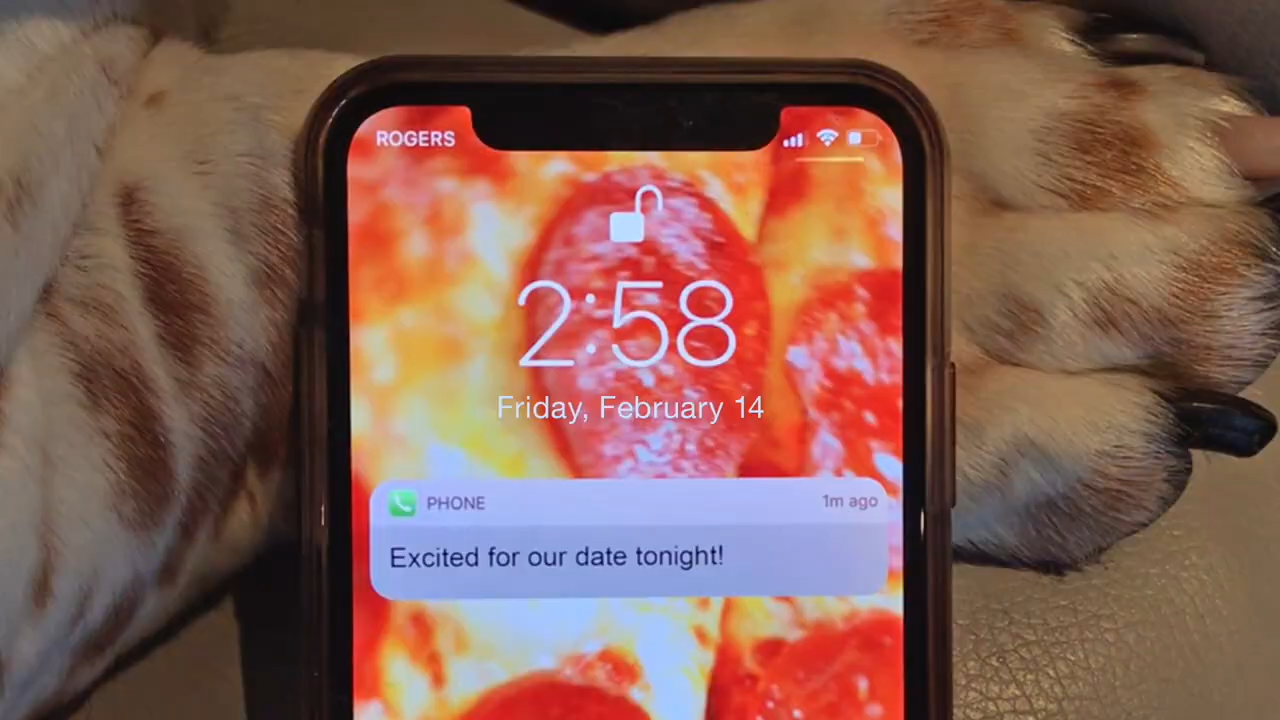 ROGERS
2:58
Friday, February 14
PHONE 1m ago
Excited for our date tonight!